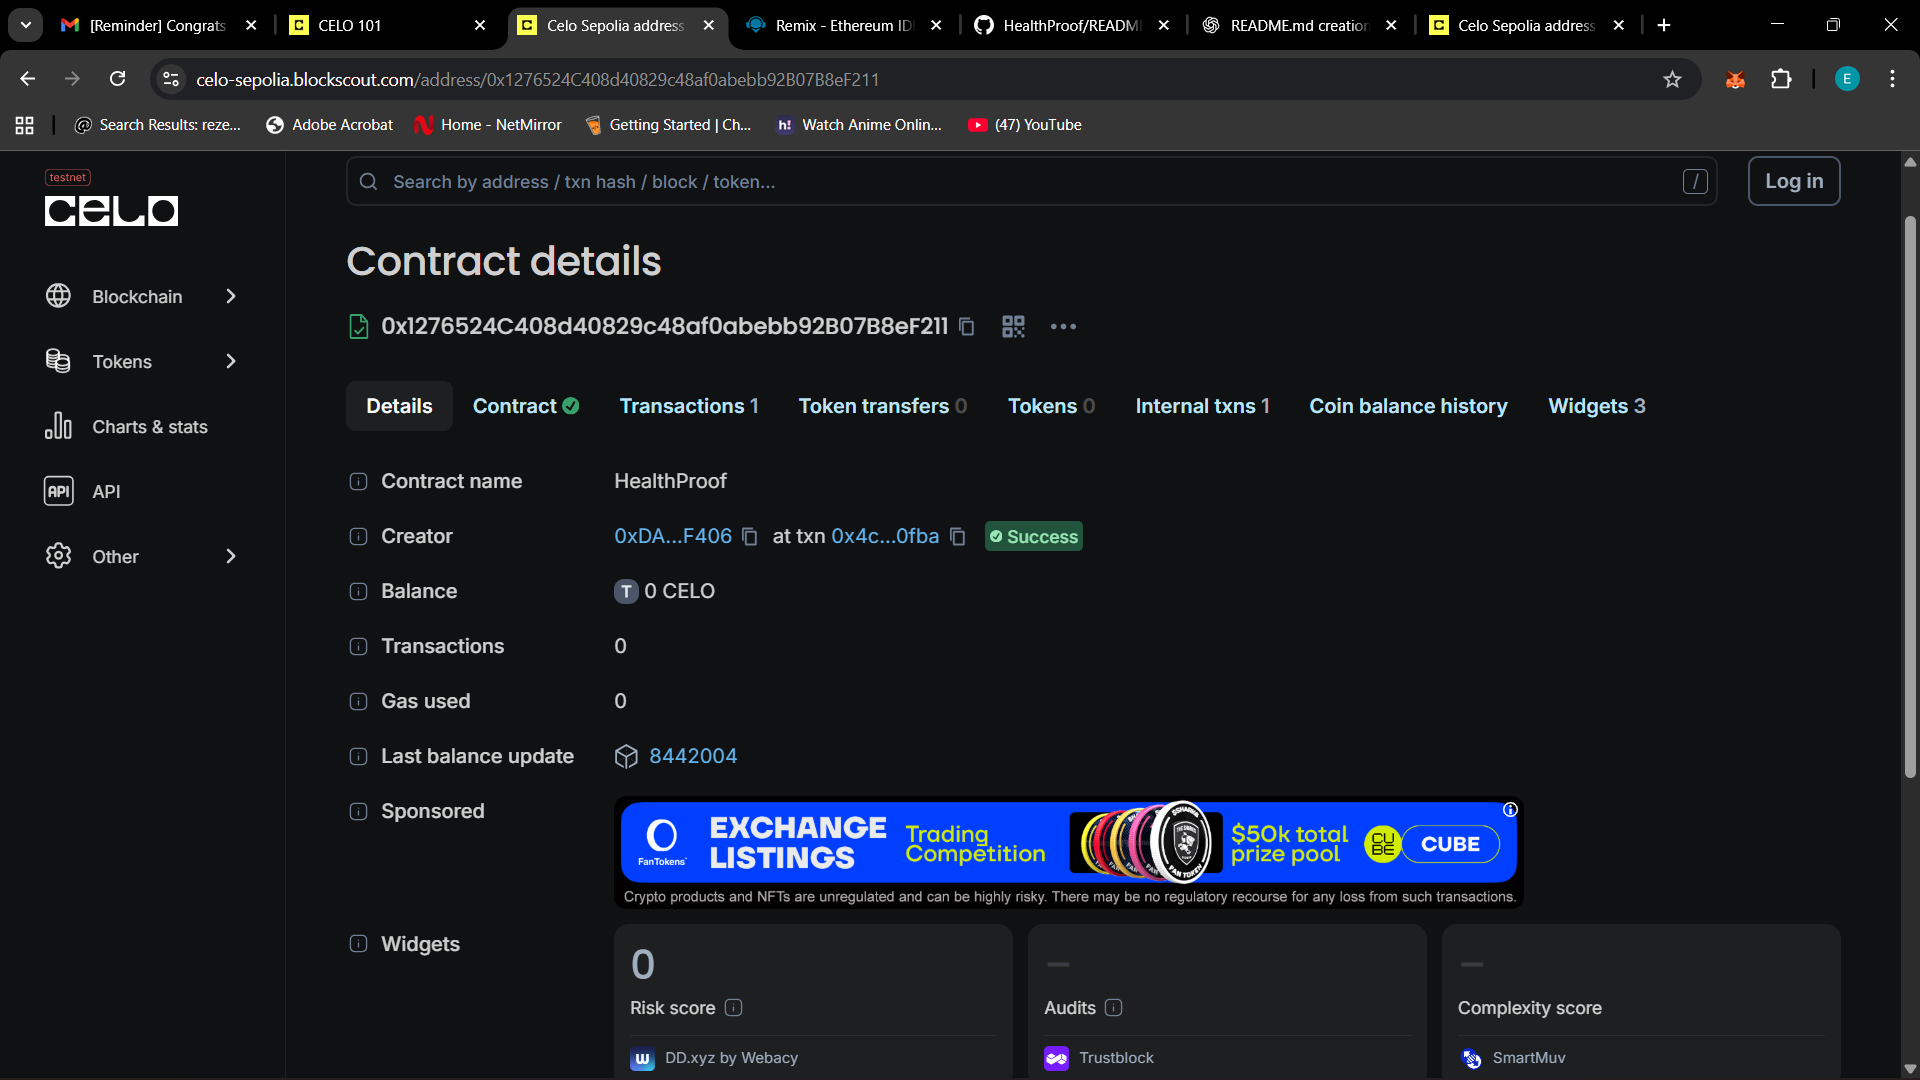 [Reminder] Congrats
CELO 101
Celo Sepolia address
Remix - Ethereum ID
HealthProof/README
README.md creation
Celo Sepolia address
celo-sepolia.blockscout.com/address/0x1276524C408d40829c48af0abebb92B07B8eF211
E
Search Results: reze...
Adobe Acrobat
Home - NetMirror
Getting Started | Ch...
h!
Watch Anime Onlin...
(47) YouTube
testnet
CELO
Blockchain
Tokens
Charts & stats
API
API
Other
Search by address / txn hash / block / token...
/
Log in
Contract details
0x1276524C408d40829c48af0abebb92B07B8eF211
Details
Contract
Transactions 1
Token transfers 0
Tokens 0
Internal txns 1
Coin balance history
Widgets 3
Contract name
HealthProof
Creator
0xDA...F406 at txn 0x4c...0fba
Success
Balance
T 0 CELO
Transactions
0
Gas used
0
Last balance update
8442004
Sponsored
FanTokens
EXCHANGE
LISTINGS
Trading
Competition
$50k total
prize pool
CU
BE
CUBE
Crypto products and NFTs are unregulated and can be highly risky. There may be no regulatory recourse for any loss from such transactions.
Widgets
0
Risk score
DD.xyz by Webacy
—
Audits
Trustblock
—
Complexity score
SmartMuv